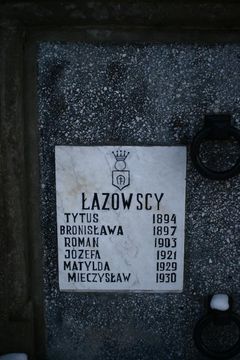 ŁAZOWSCY
TYTUS 1894
BRONISŁAWA 1897
ROMAN 1903
JÓZEFA 1921
MATYLDA 1929
MIECZYSŁAW 1930